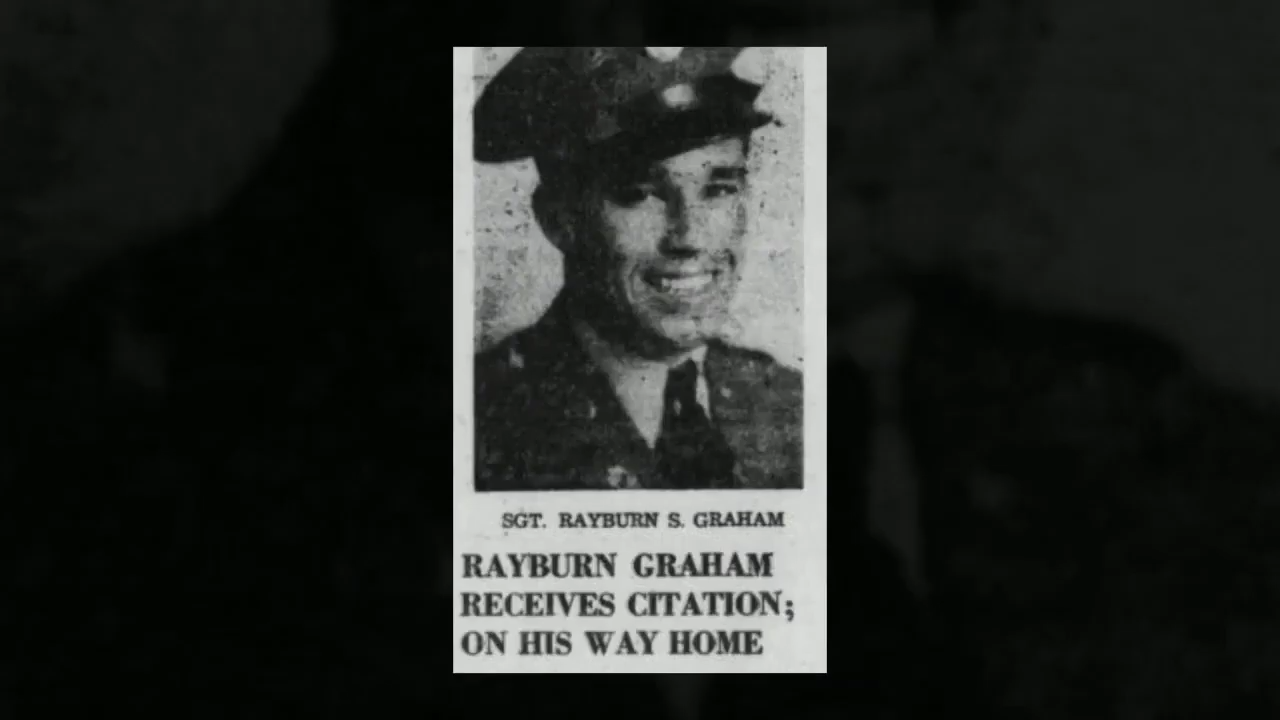 SGT. RAYBURN S. GRAHAM
RAYBURN GRAHAM
RECEIVES CITATION;
ON HIS WAY HOME